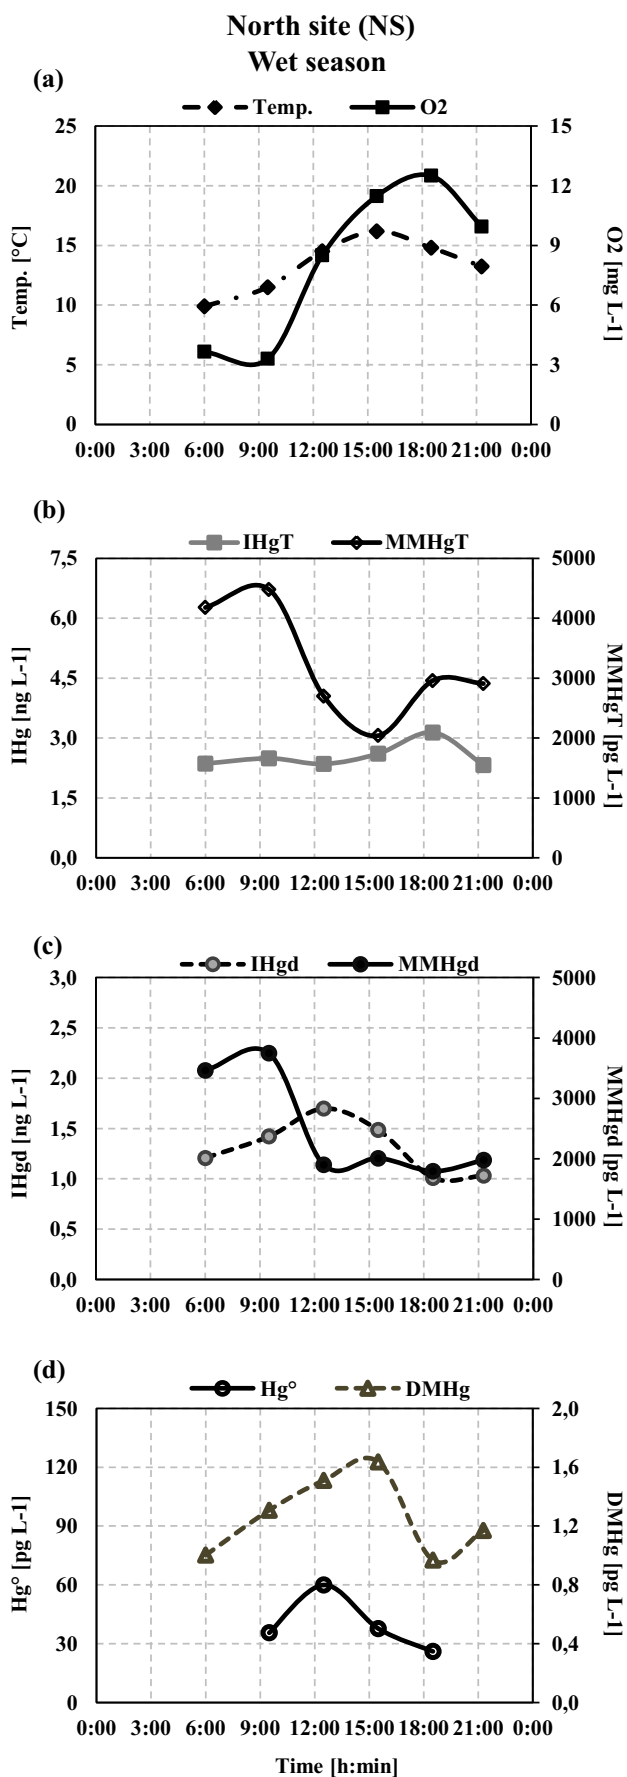 North site (NS)
Wet season
(a)
Temp. O2
25 15
20 12
15 9
10 6
5 3
0 0
Temp. [°C]
O2 [mg L-1]
0:00 3:00 6:00 9:00 12:00 15:00 18:00 21:00 0:00
(b)
IHgT MMHgT
7,5 5000
6,0 4000
4,5 3000
3,0 2000
1,5 1000
0,0 0
IHg [ng L-1]
MMHgT [pg L-1]
0:00 3:00 6:00 9:00 12:00 15:00 18:00 21:00 0:00
(c)
IHgd MMHgd
3,0 5000
2,5 4000
2,0 3000
1,5 2000
1,0 1000
0,5 0
0,0
IHgd [ng L-1]
MMHgd [pg L-1]
0:00 3:00 6:00 9:00 12:00 15:00 18:00 21:00 0:00
(d)
Hg° DMHg
150 2,0
120 1,6
90 1,2
60 0,8
30 0,4
0 0,0
Hg° [pg L-1]
DMHg [pg L-1]
0:00 3:00 6:00 9:00 12:00 15:00 18:00 21:00 0:00
Time [h:min]